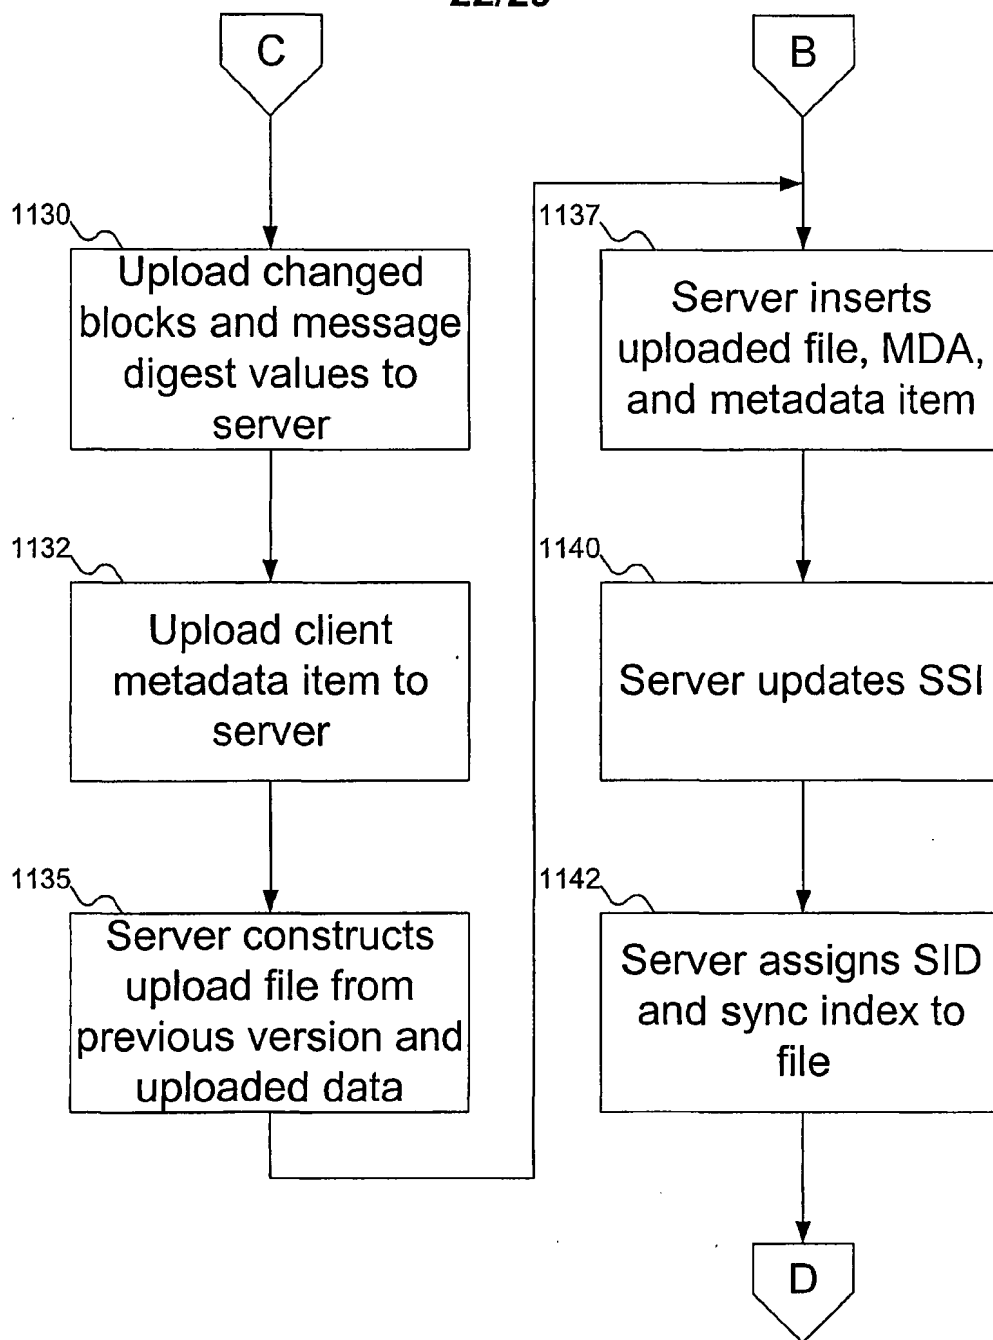 C
1130
Upload changed
blocks and message
digest values to
server
1132
Upload client
metadata item to
server
1135
Server constructs
upload file from
previous version and
uploaded data
B
1137
Server inserts
uploaded file, MDA,
and metadata item
1140
Server updates SSI
1142
Server assigns SID
and sync index to
file
D